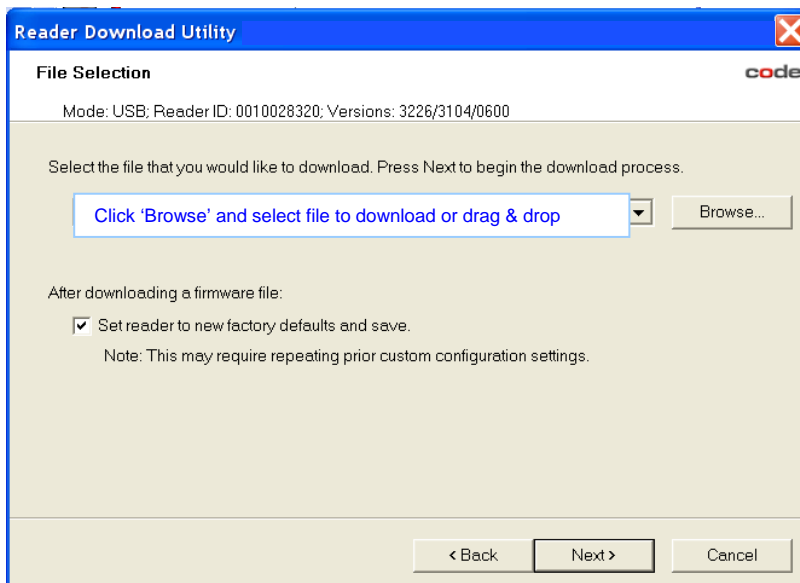 Reader Download Utility
File Selection
code
Mode: USB; Reader ID: 0010028320; Versions: 3226/3104/0600
Select the file that you would like to download. Press Next to begin the download process.
Click ‘Browse’ and select file to download or drag & drop
Browse...
After downloading a firmware file:
Set reader to new factory defaults and save.
Note: This may require repeating prior custom configuration settings.
< Back
Next >
Cancel